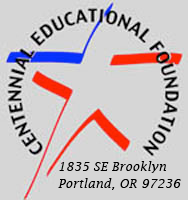 CENTENNIAL EDUCATIONAL FOUNDATION
1835 SE Brooklyn
Portland, OR 97236